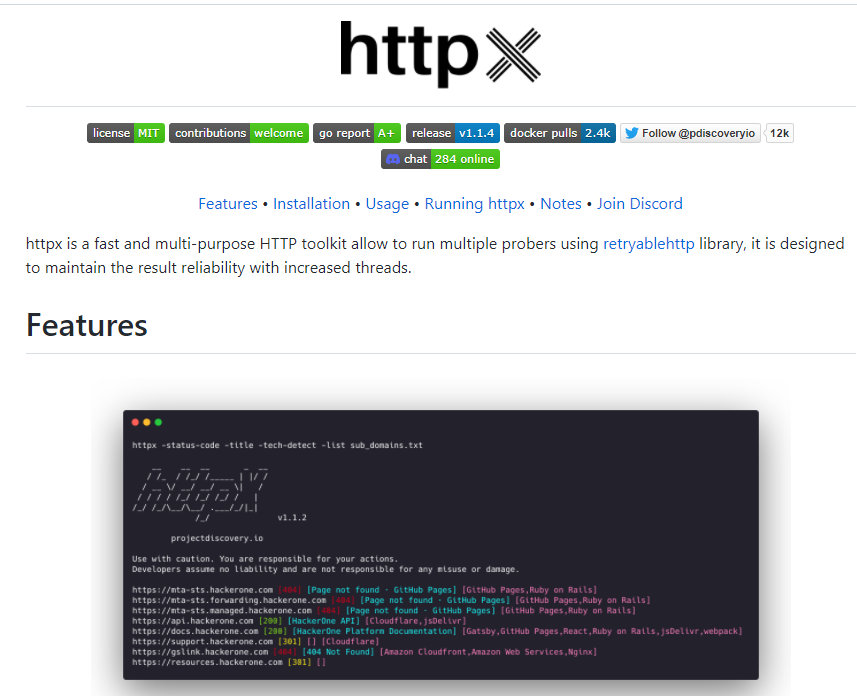 httpx
license MIT contributions welcome go report A+ release v1.1.4 docker pulls 2.4k Follow @pdiscoveryio 12k
chat 284 online
Features • Installation • Usage • Running httpx • Notes • Join Discord
httpx is a fast and multi-purpose HTTP toolkit allow to run multiple probers using retryablehttp library, it is designed
to maintain the result reliability with increased threads.
Features
httpx -status-code -title -tech-detect -list sub_domains.txt
v1.1.2
projectdiscovery.io
Use with caution. You are responsible for your actions.
Developers assume no liability and are not responsible for any misuse or damage.
https://mta-sts.hackerone.com [404] [Page not found · GitHub Pages] [GitHub Pages,Ruby on Rails]
https://mta-sts.forwarding.hackerone.com [404] [Page not found · GitHub Pages] [GitHub Pages,Ruby on Rails]
https://mta-sts.managed.hackerone.com [404] [Page not found · GitHub Pages] [GitHub Pages,Ruby on Rails]
https://api.hackerone.com [200] [HackerOne API] [Cloudflare,jsDelivr]
https://docs.hackerone.com [200] [HackerOne Platform Documentation] [Gatsby,GitHub Pages,React,Ruby on Rails,jsDelivr,webpack]
https://support.hackerone.com [301] [] [Cloudflare]
https://gslink.hackerone.com [404] [404 Not Found] [Amazon Cloudfront,Amazon Web Services,Nginx]
https://resources.hackerone.com [301] []